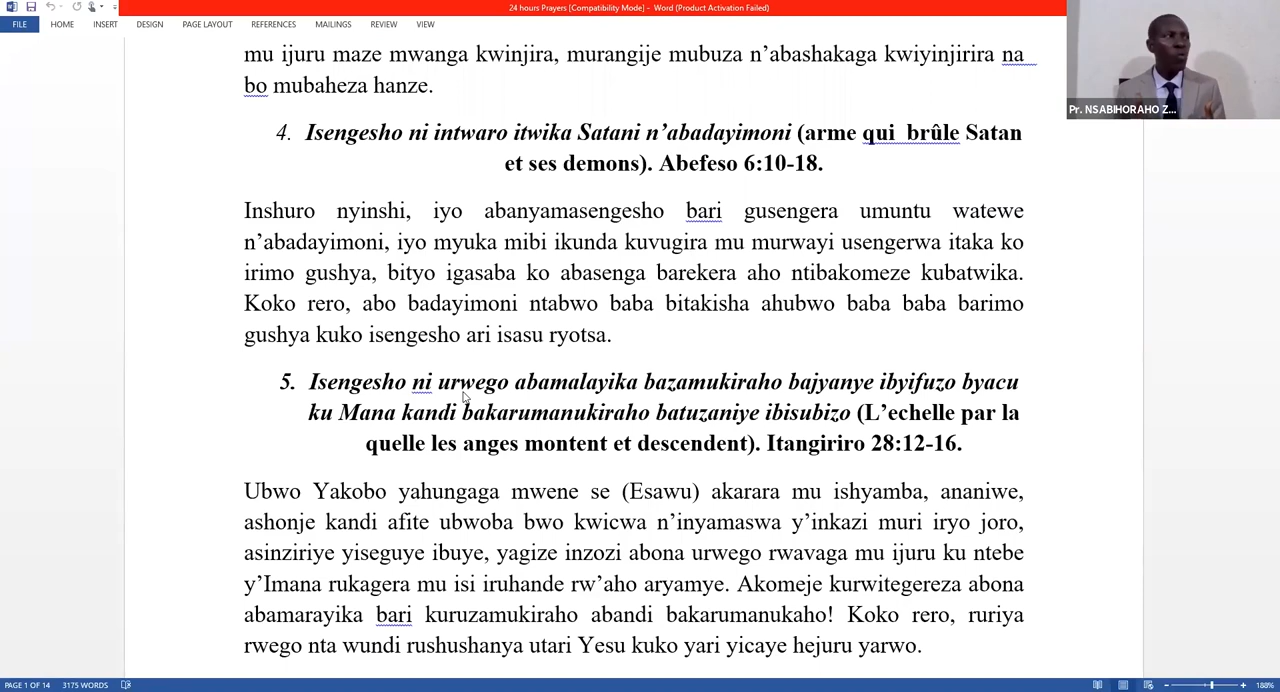 24 hours Prayers [Compatibility Mode] - Word (Product Activation Failed)
FILE HOME INSERT DESIGN PAGE LAYOUT REFERENCES MAILINGS REVIEW VIEW
mu ijuru maze mwanga kwinjira, murangije mubuza n’abashakaga kwiyinjirira na
bo mubaheza hanze.
Pr. NSABIHORAHO Z...
4. Isengesho ni intwaro itwika Satani n’abadayimoni (arme qui brûle Satan
et ses demons). Abefeso 6:10-18.
Inshuro nyinshi, iyo abanyamasengesho bari gusengera umuntu watewe
n’abadayimoni, iyo myuka mibi ikunda kuvugira mu murwayi usengerwa itaka ko
irimo gushya, bityo igasaba ko abasenga barekera aho ntibakomeze kubatwika.
Koko rero, abo badayimoni ntabwo baba bitakisha ahubwo baba baba barimo
gushya kuko isengesho ari isasu ryotsa.
5. Isengesho ni urwego abamalayika bazamukiraho bajyanye ibyifuzo byacu
ku Mana kandi bakarumanukiraho batuzaniye ibisubizo (L’echelle par la
quelle les anges montent et descendent). Itangiriro 28:12-16.
Ubwo Yakobo yahungaga mwene se (Esawu) akarara mu ishyamba, ananiwe,
ashonje kandi afite ubwoba bwo kwicwa n’inyamaswa y’inkazi muri iryo joro,
asinziriye yiseguye ibuye, yagize inzozi abona urwego rwavaga mu ijuru ku ntebe
y’Imana rukagera mu isi iruhande rw’aho aryamye. Akomeje kurwitegereza abona
abamarayika bari kuruzamukiraho abandi bakarumanukaho! Koko rero, ruriya
rwego nta wundi rushushanya utari Yesu kuko yari yicaye hejuru yarwo.
PAGE 1 OF 14 3175 WORDS 188%